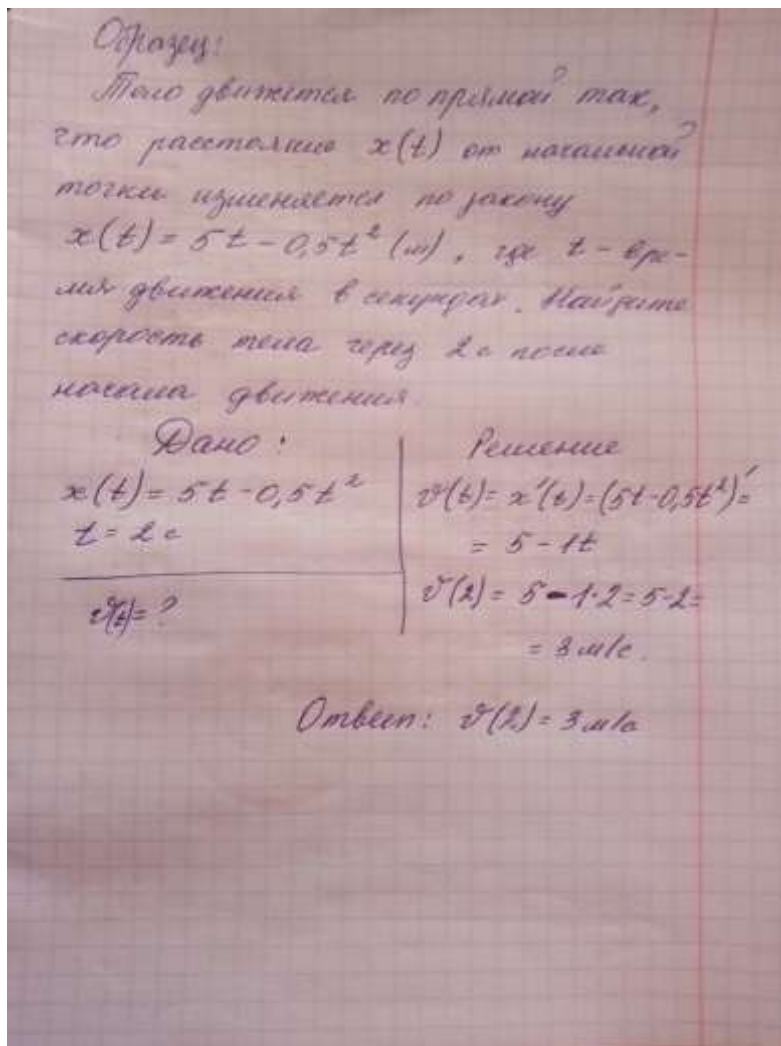 Образец:
Тело движется по прямой так,
что расстояние x(t) от начальной
точки изменяется по закону
x(t) = 5t - 0,5t² (м), где t - вре-
мя движения в секундах. Найдите
скорость тела через 2 с после
начала движения.
Дано:
x(t) = 5t - 0,5t²
t = 2 с
v(t) = ?
Решение
v(t) = x'(t) = (5t - 0,5t²)' =
= 5 - 1t
v(2) = 5 - 1·2 = 5 - 2 =
= 3 м/с.
Ответ: v(2) = 3 м/с